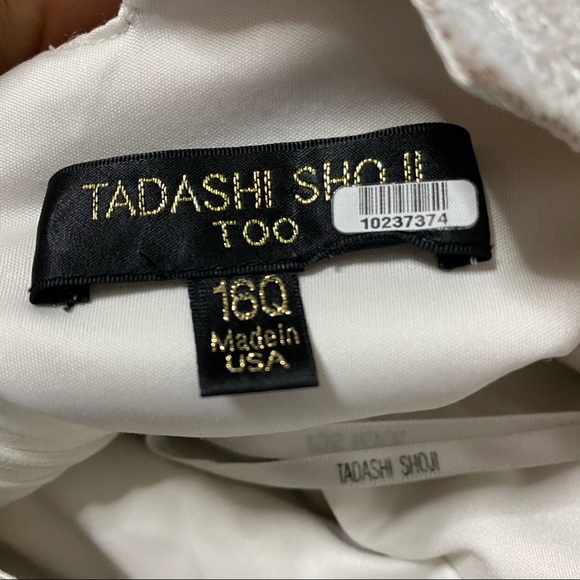 TADASHI SHOJI
10237374
TOO
16Q
Made in
USA
TADASHI SHOJI